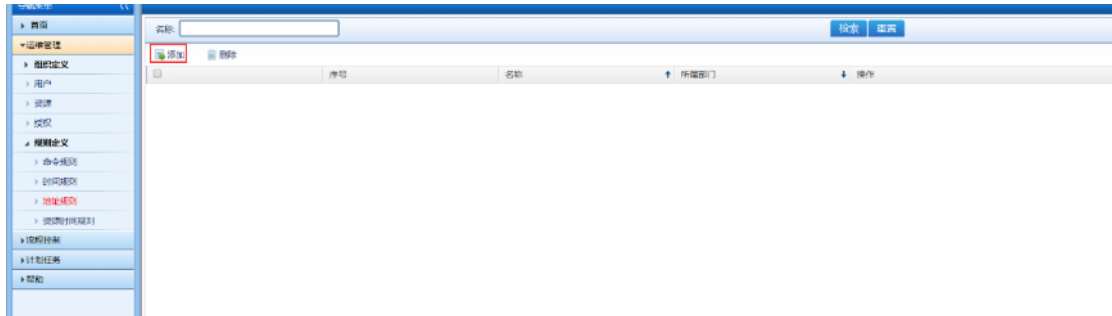 首页
运维管理
组织定义
用户
资源
授权
规则定义
命令规则
时间规则
地址规则
资源时间规则
流程控制
计划任务
帮助
名称: 检索 重置
添加 删除
序号 名称 所属部门 操作